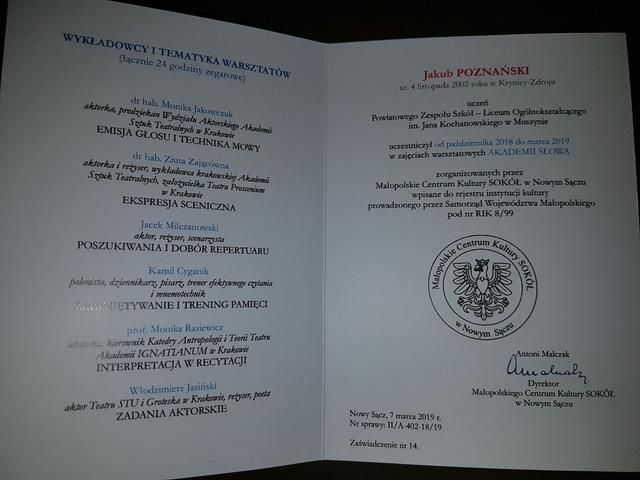 WYKŁADOWCY I TEMATYKA WARSZTATÓW
(łącznie 24 godziny zegarowe)
dr hab. Monika Jakowczuk
aktorka, prodziekan Wydziału Aktorskiego Akademii
Sztuk Teatralnych w Krakowie
EMISJA GŁOSU I TECHNIKA MOWY
dr hab. Ziuta Zającówna
aktorka i reżyser, wykładowca krakowskiej Akademii
Sztuk Teatralnych, założycielka Teatru Proscenium
w Krakowie
EKSPRESJA SCENICZNA
Jacek Milczanowski
aktor, reżyser, scenarzysta
POSZUKIWANIA I DOBÓR REPERTUARU
Kamil Cyganik
polonista, dziennikarz, pisarz, trener efektywnego czytania
i mnemotechnik
ZAPAMIĘTYWANIE I TRENING PAMIĘCI
prof. Monika Rasiewicz
aktorka, kierownik Katedry Antropologii i Teorii Teatru
Akademii IGNATIANUM w Krakowie
INTERPRETACJA W RECYTACJI
Włodzimierz Jasiński
aktor Teatru STU i Groteska w Krakowie, reżyser, poeta
ZADANIA AKTORSKIE
Jakub POZNAŃSKI
ur. 4 listopada 2002 roku w Krynicy-Zdroju
uczeń
Powiatowego Zespołu Szkół – Liceum Ogólnokształcącego
im. Jana Kochanowskiego w Muszynie
uczestniczył od października 2018 do marca 2019
w zajęciach warsztatowych AKADEMII SŁOWA
zorganizowanych przez
Małopolskie Centrum Kultury SOKÓŁ w Nowym Sączu
wpisane do rejestru instytucji kultury
prowadzonego przez Samorząd Województwa Małopolskiego
pod nr RIK 8/99
Małopolskie Centrum Kultury SOKÓŁ
w Nowym Sączu
Antoni Malczak
Dyrektor
Małopolskiego Centrum Kultury SOKÓŁ
w Nowym Sączu
Nowy Sącz, 7 marca 2019 r.
Nr sprawy: II/A-402-18/19
Zaświadczenie nr 14.